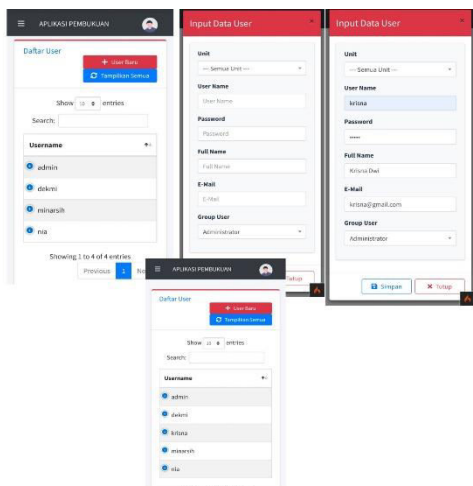 APLIKASI PEMBUKUAN
Daftar User
+ User Baru
Tampilkan Semua
Show 10 entries
Search:
Username
admin
dekmi
minarsih
nia
Showing 1 to 4 of 4 entries
Previous 1
Input Data User
Unit
--- Semua Unit ---
User Name
User Name
Password
Password
Full Name
Full Name
E-Mail
E-Mail
Group User
Administrator
Tutup
Input Data User
Unit
--- Semua Unit ---
User Name
krisna
Password
•••••
Full Name
Krisna Dwi
E-Mail
krisna@gmail.com
Group User
Administrator
Simpan
Tutup
APLIKASI PEMBUKUAN
Daftar User
+ User Baru
Tampilkan Semua
Show 10 entries
Search:
Username
admin
dekmi
krisna
minarsih
nia